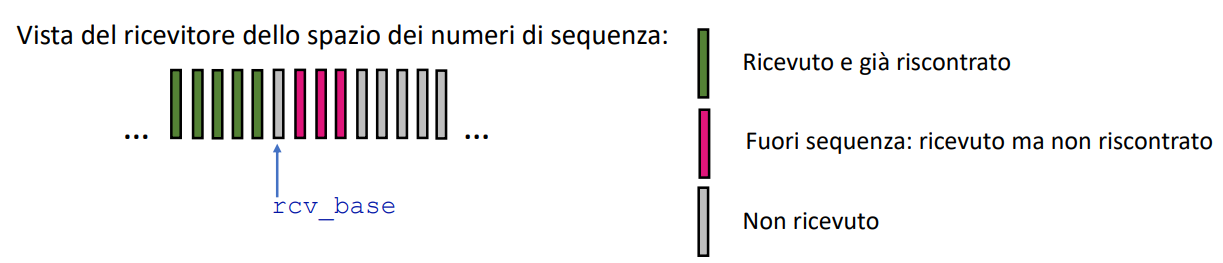 Vista del ricevitore dello spazio dei numeri di sequenza:
... ...
rcv_base
Ricevuto e già riscontrato
Fuori sequenza: ricevuto ma non riscontrato
Non ricevuto